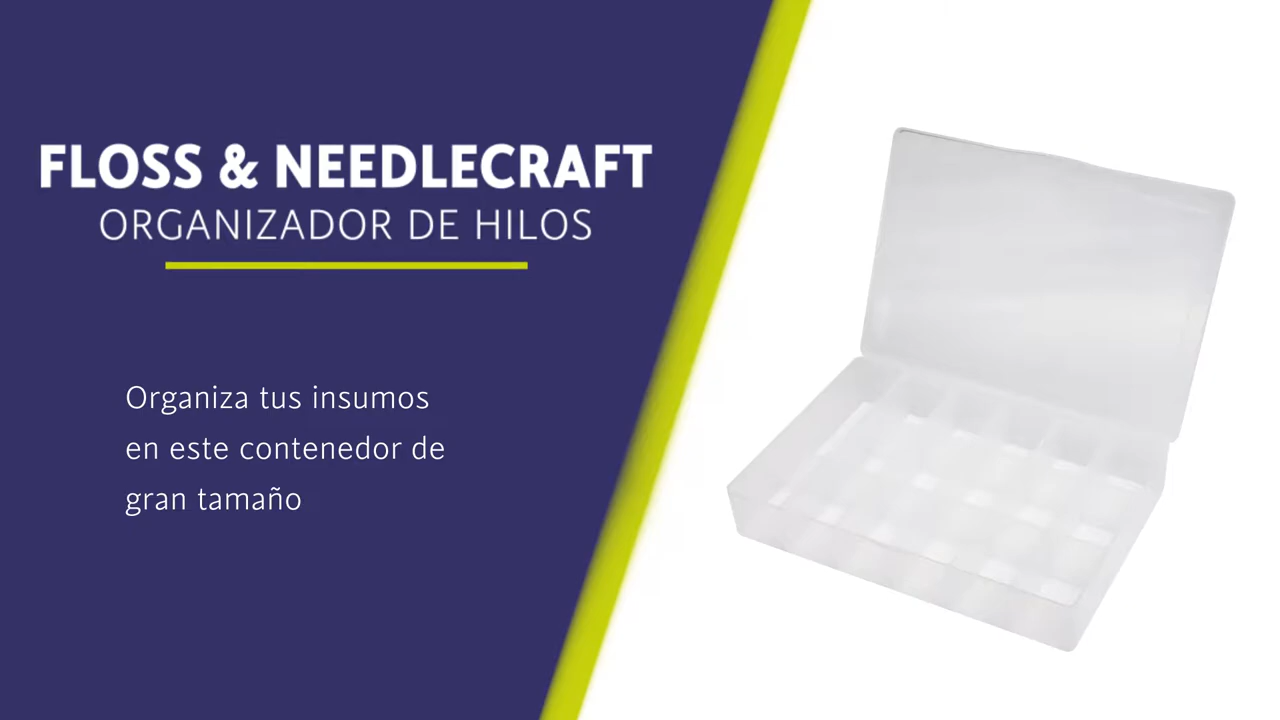 FLOSS & NEEDLECRAFT
ORGANIZADOR DE HILOS
Organiza tus insumos
en este contenedor de
gran tamaño